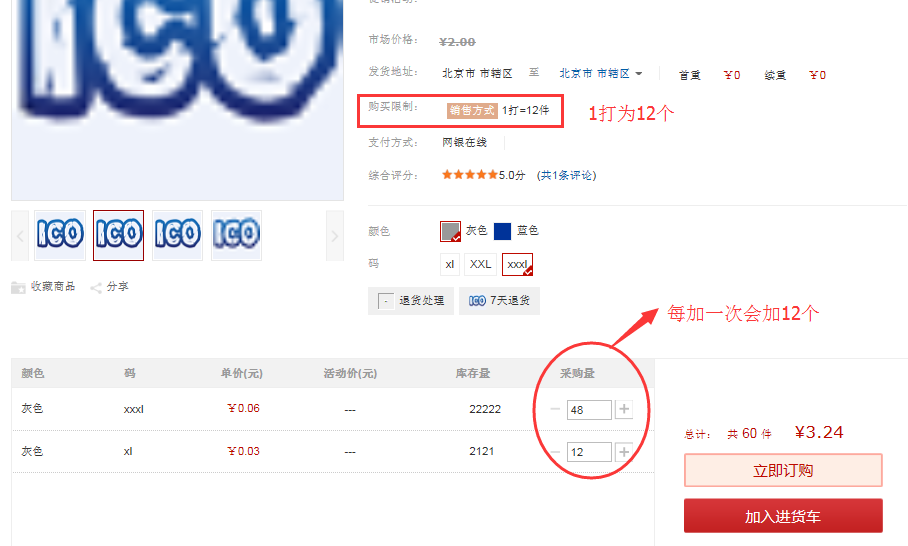 ICO
市场价格： ¥2.00
发货地址： 北京市 市辖区 至 北京市 市辖区 首重 ¥0 续重 ¥0
购买限制： 销售方式 1打=12件
1打为12个
支付方式： 网银在线
综合评分： 5.0分 (共1条评论)
ICO ICO ICO ICO
颜色 灰色 蓝色
码 xl XXL xxxl
收藏商品 分享
- 退货处理 ICO 7天退货
每加一次会加12个
颜色 码 单价(元) 活动价(元) 库存量 采购量
灰色 xxxl ¥0.06 --- 22222 − 48 +
灰色 xl ¥0.03 --- 2121 − 12 +
总计： 共 60 件 ¥3.24
立即订购
加入进货车